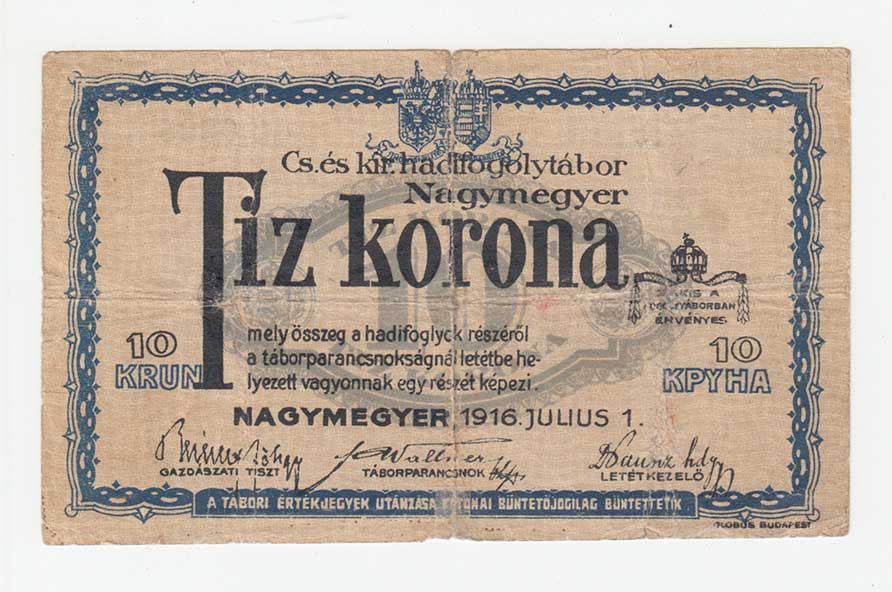 Cs. és kir. hadifogolytábor
Nagymegyer
Tiz korona
A
ÉRVÉNYES
mely összeg a hadifoglyok részéről
a táborparancsnokságnál letétbe he-
lyezett vagyonnak egy részét képezi.
10
KRUN
10
КРУНА
NAGYMEGYER 1916. JULIUS 1.
Wallner
GAZDÁSZATI TISZT
TÁBORPARANCSNOK
LETÉTKEZELŐ
A TÁBORI ÉRTÉKJEGYEK UTÁNZÁSA KATONAI BÜNTETŐJOGILAG BÜNTETTETIK
GLOBUS BUDAPEST